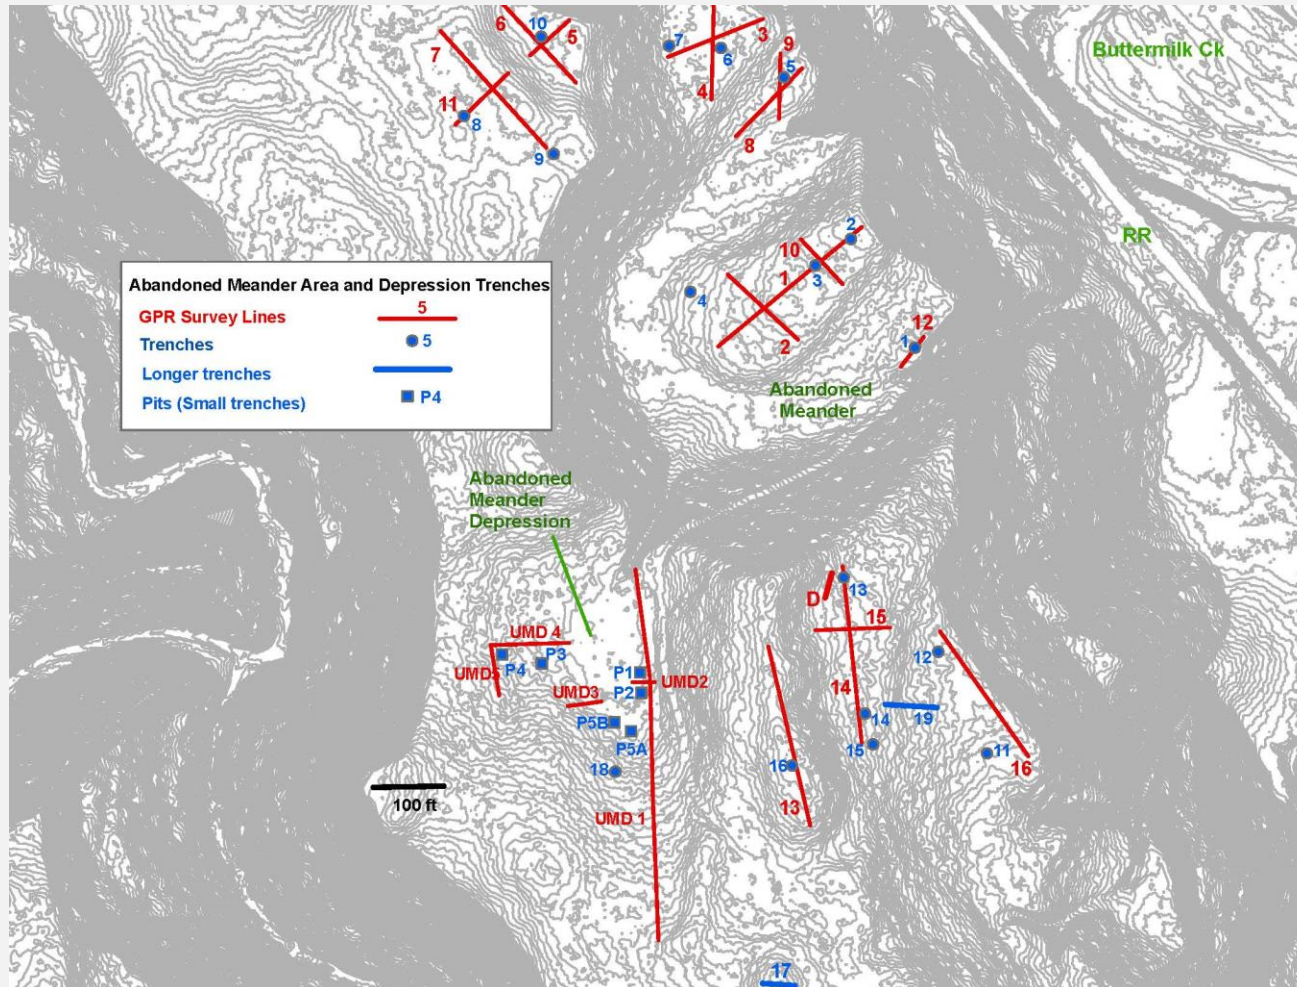 6
10
5
7
11
8
9
7
3
6
4
9
5
8
Buttermilk Ck
RR
2
10
3
1
4
2
12
1
Abandoned
Meander
Abandoned Meander Area and Depression Trenches
GPR Survey Lines
5
Trenches
5
Longer trenches
Pits (Small trenches)
P4
Abandoned
Meander
Depression
UMD 4
UMD5
P4
P3
UMD3
P1
UMD2
P2
P5B
P5A
18
UMD 1
100 ft
D
13
15
12
14
14
19
15
11
16
16
13
17